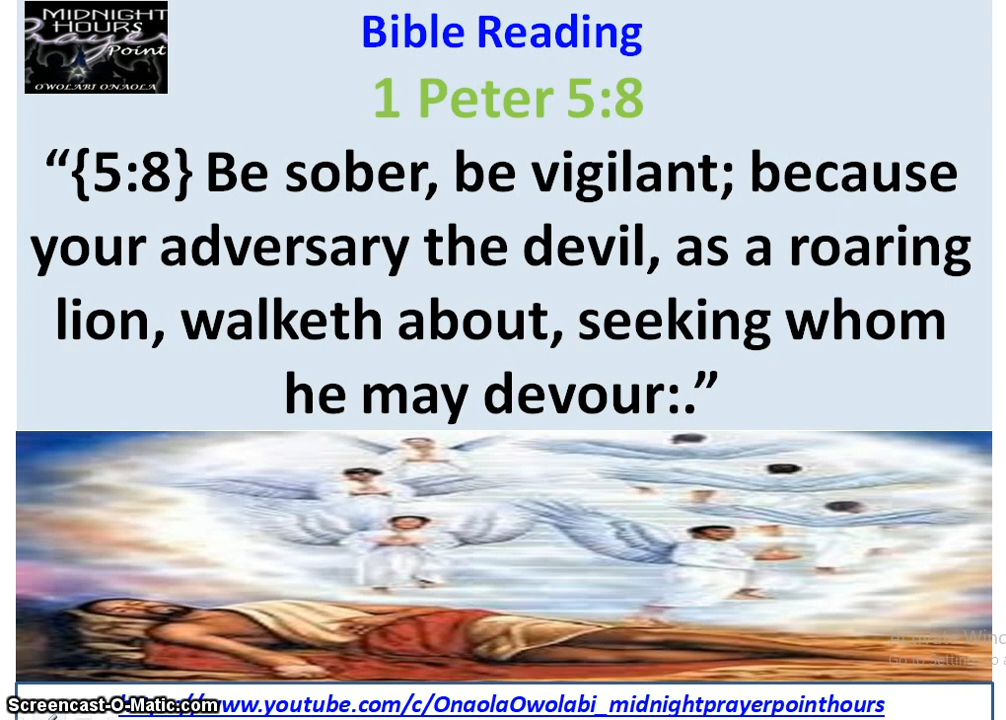 MIDNIGHT
HOURS
Prayer
Point
OWOLABI ONAOLA
Bible Reading
1 Peter 5:8
“{5:8} Be sober, be vigilant; because
your adversary the devil, as a roaring
lion, walketh about, seeking whom
he may devour:.”
Screencast-O-Matic.com
www.youtube.com/c/OnaolaOwolabi_midnightprayerpointhours